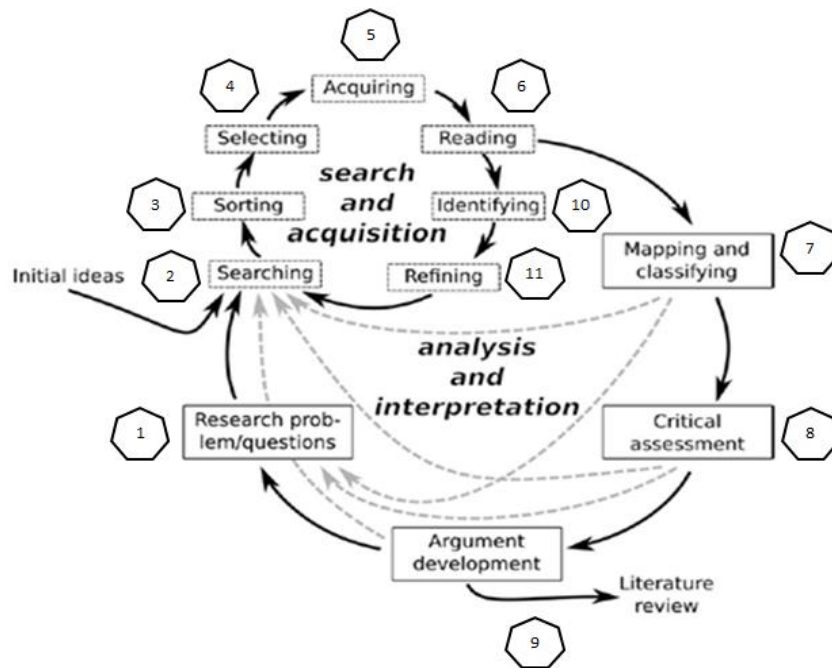 5
Acquiring
4
6
Selecting
Reading
search
and
acquisition
3
Sorting
Identifying
10
7
Mapping and
classifying
Initial ideas
2
Searching
Refining
11
analysis
and
interpretation
1
Research prob-
lem/questions
Critical
assessment
8
Argument
development
Literature
review
9